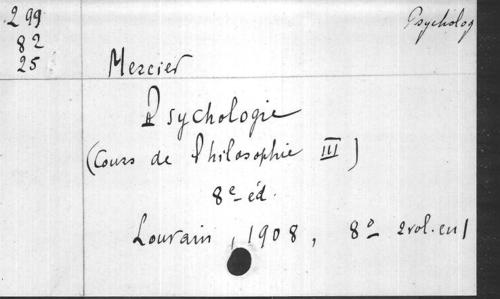 299 Psycholog
82
25
Mercier
Psychologie
(Cours de Philosophie III)
8e éd.
Louvain, 1908, 8o 2 vol. en 1